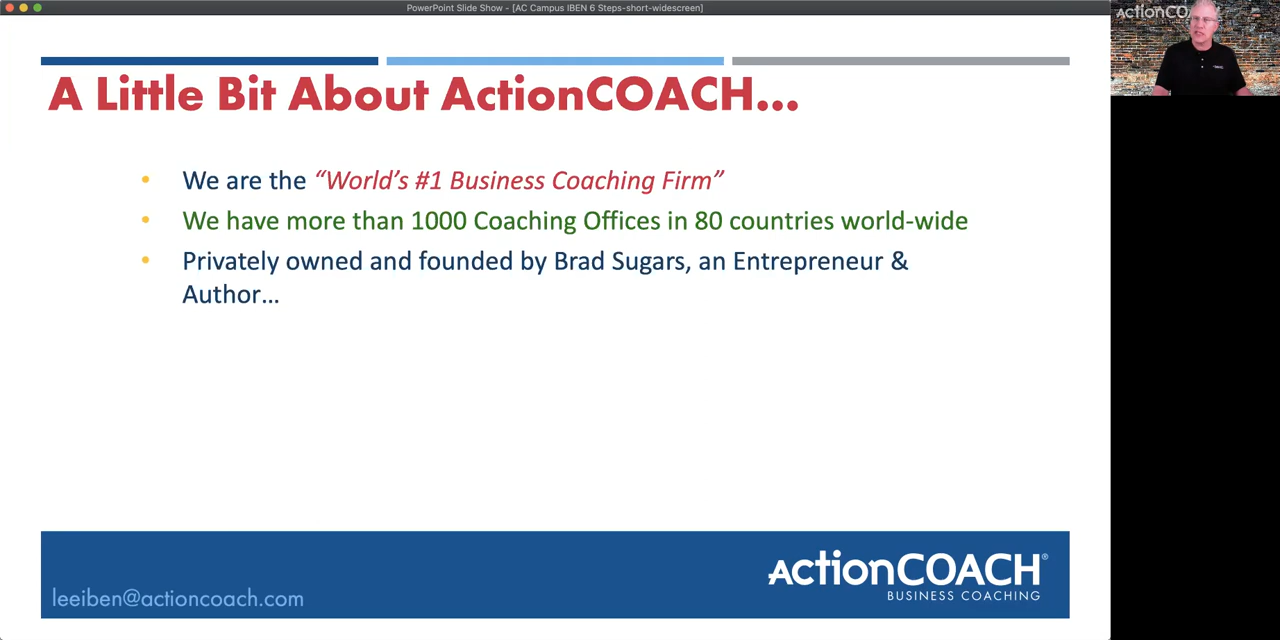 PowerPoint Slide Show - [AC Campus IBEN 6 Steps-short-widescreen]
actionCO
A Little Bit About ActionCOACH...
• We are the “World’s #1 Business Coaching Firm”
• We have more than 1000 Coaching Offices in 80 countries world-wide
• Privately owned and founded by Brad Sugars, an Entrepreneur &
Author...
leeiben@actioncoach.com
ActionCOACH®
BUSINESS COACHING